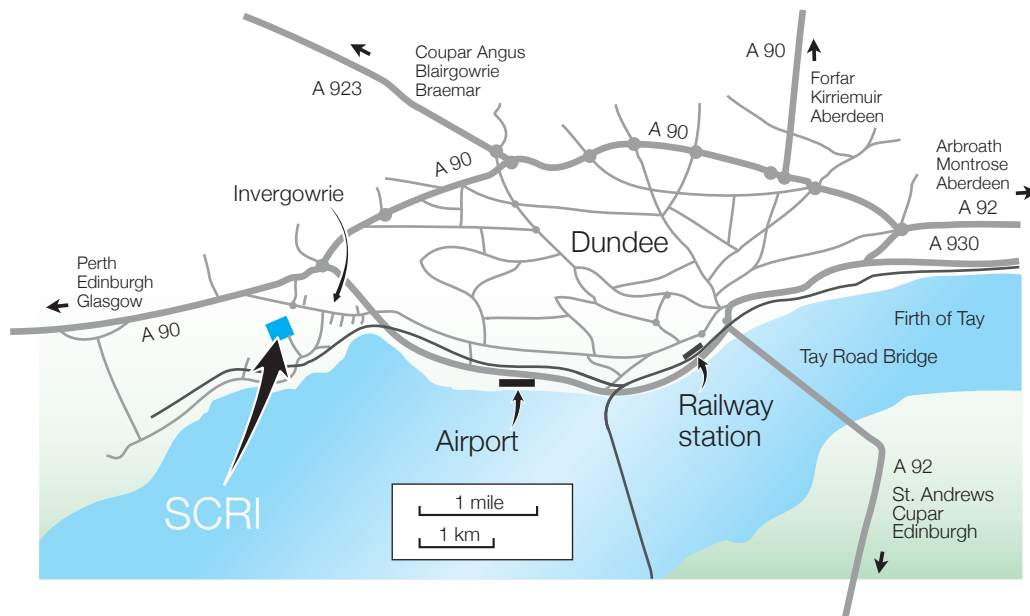 A 923
Coupar Angus
Blairgowrie
Braemar
A 90
Forfar
Kirriemuir
Aberdeen
A 90
A 90
Arbroath
Montrose
Aberdeen
A 92
A 930
Invergowrie
Dundee
Perth
Edinburgh
Glasgow
A 90
Firth of Tay
Tay Road Bridge
Railway
station
Airport
SCRI
A 92
St. Andrews
Cupar
Edinburgh
1 mile
1 km